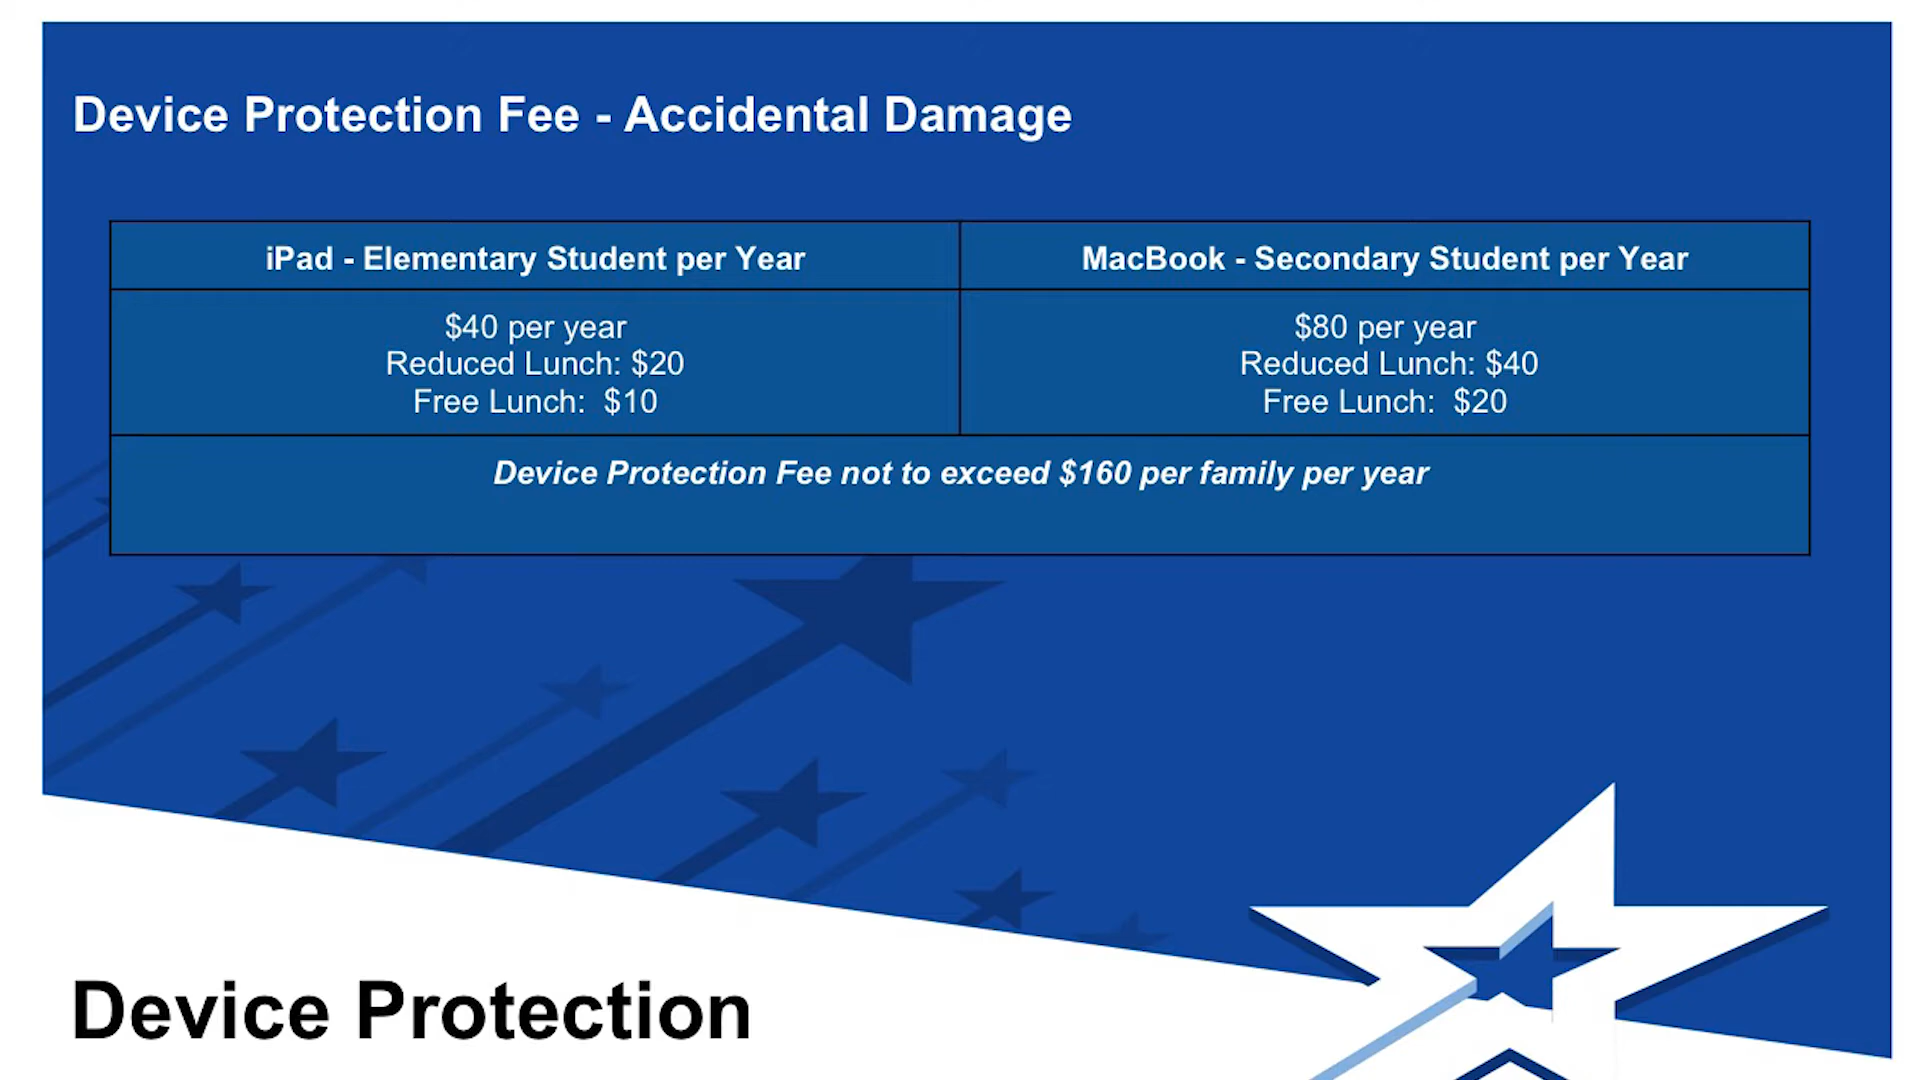 Device Protection Fee - Accidental Damage
iPad - Elementary Student per Year
MacBook - Secondary Student per Year
$40 per year
Reduced Lunch: $20
Free Lunch: $10
$80 per year
Reduced Lunch: $40
Free Lunch: $20
Device Protection Fee not to exceed $160 per family per year
Device Protection